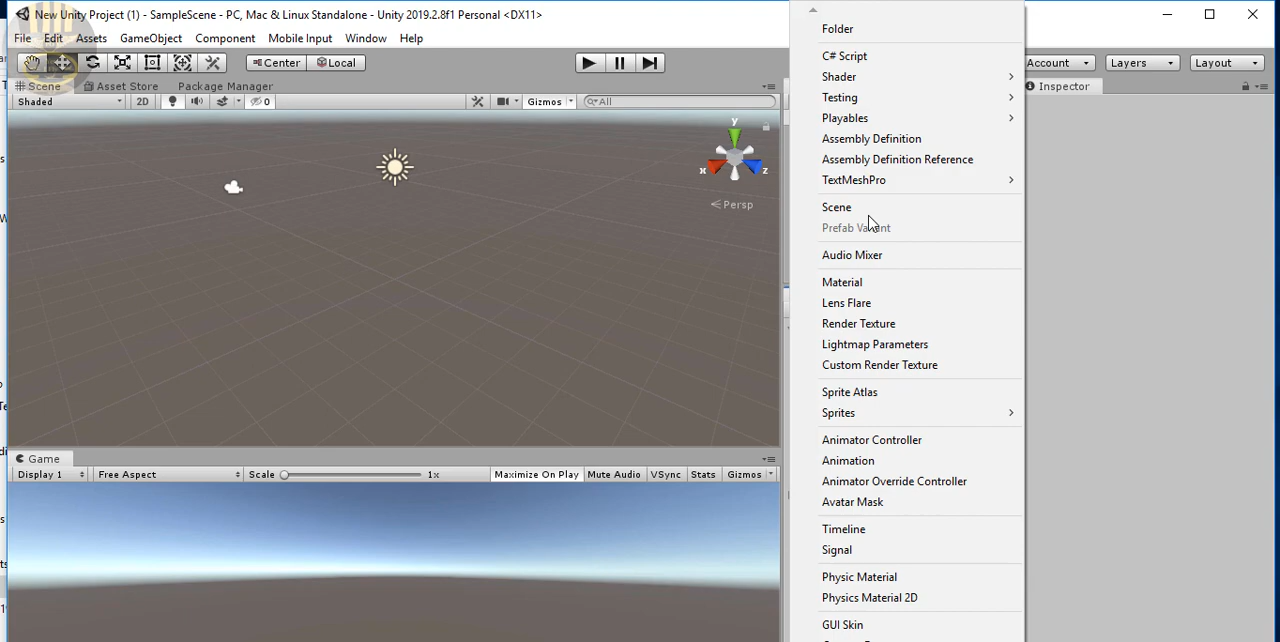 New Unity Project (1) - SampleScene - PC, Mac & Linux Standalone - Unity 2019.2.8f1 Personal <DX11>
File Edit Assets GameObject Component Mobile Input Window Help
Center Local Account Layers Layout
Scene Asset Store Package Manager Inspector
Shaded 2D 0 Gizmos All
y
x z
Persp
Game
Display 1 Free Aspect Scale 1x Maximize On Play Mute Audio VSync Stats Gizmos
Folder
C# Script
Shader
Testing
Playables
Assembly Definition
Assembly Definition Reference
TextMeshPro
Scene
Prefab Variant
Audio Mixer
Material
Lens Flare
Render Texture
Lightmap Parameters
Custom Render Texture
Sprite Atlas
Sprites
Animator Controller
Animation
Animator Override Controller
Avatar Mask
Timeline
Signal
Physic Material
Physics Material 2D
GUI Skin